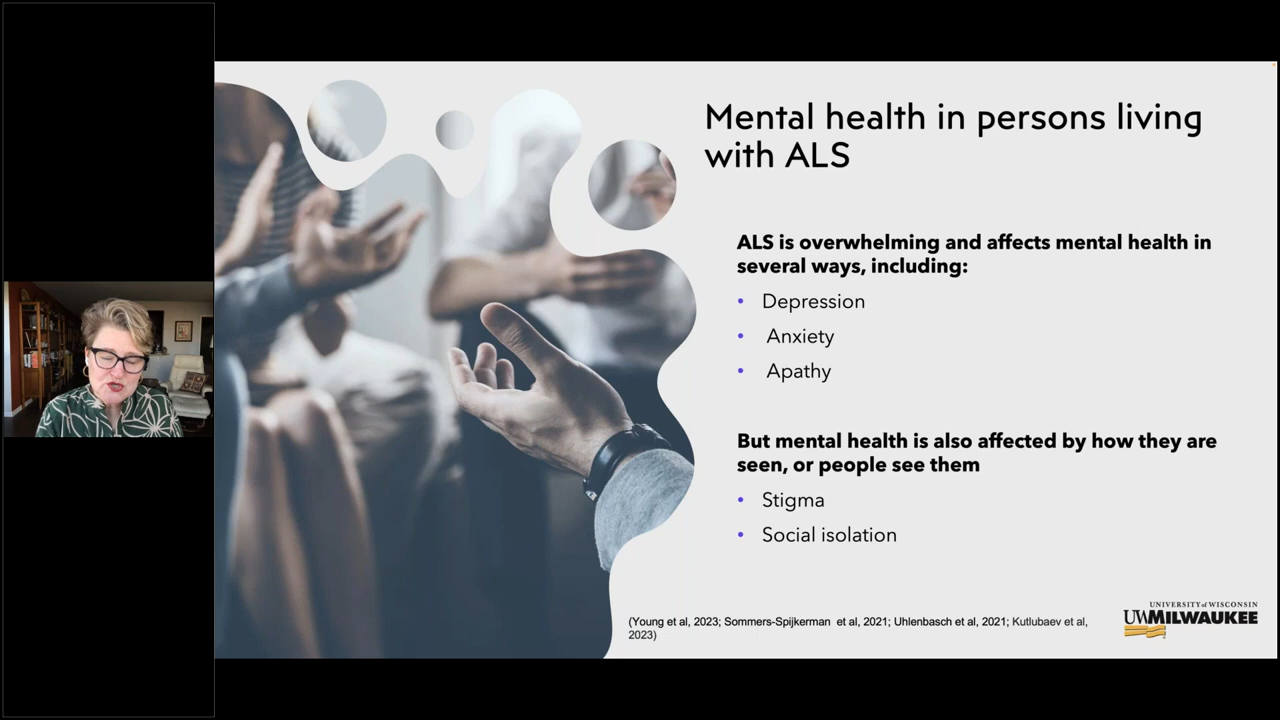 Mental health in persons living
with ALS
ALS is overwhelming and affects mental health in
several ways, including:
• Depression
• Anxiety
• Apathy
But mental health is also affected by how they are
seen, or people see them
• Stigma
• Social isolation
(Young et al, 2023; Sommers-Spijkerman et al, 2021; Uhlenbasch et al, 2021; Kutlubaev et al,
2023)
UNIVERSITY of WISCONSIN
UWMILWAUKEE